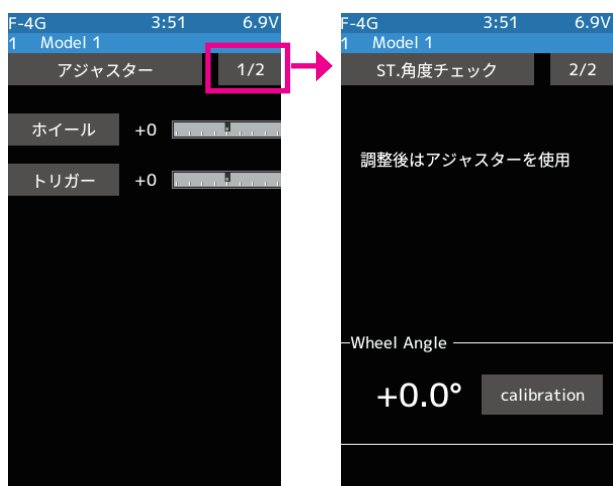 F-4G 3:51 6.9V
1 Model 1
アジャスター 1/2
ホイール +0
トリガー +0
F-4G 3:51 6.9V
1 Model 1
ST.角度チェック 2/2
調整後はアジャスターを使用
Wheel Angle
+0.0° calibration